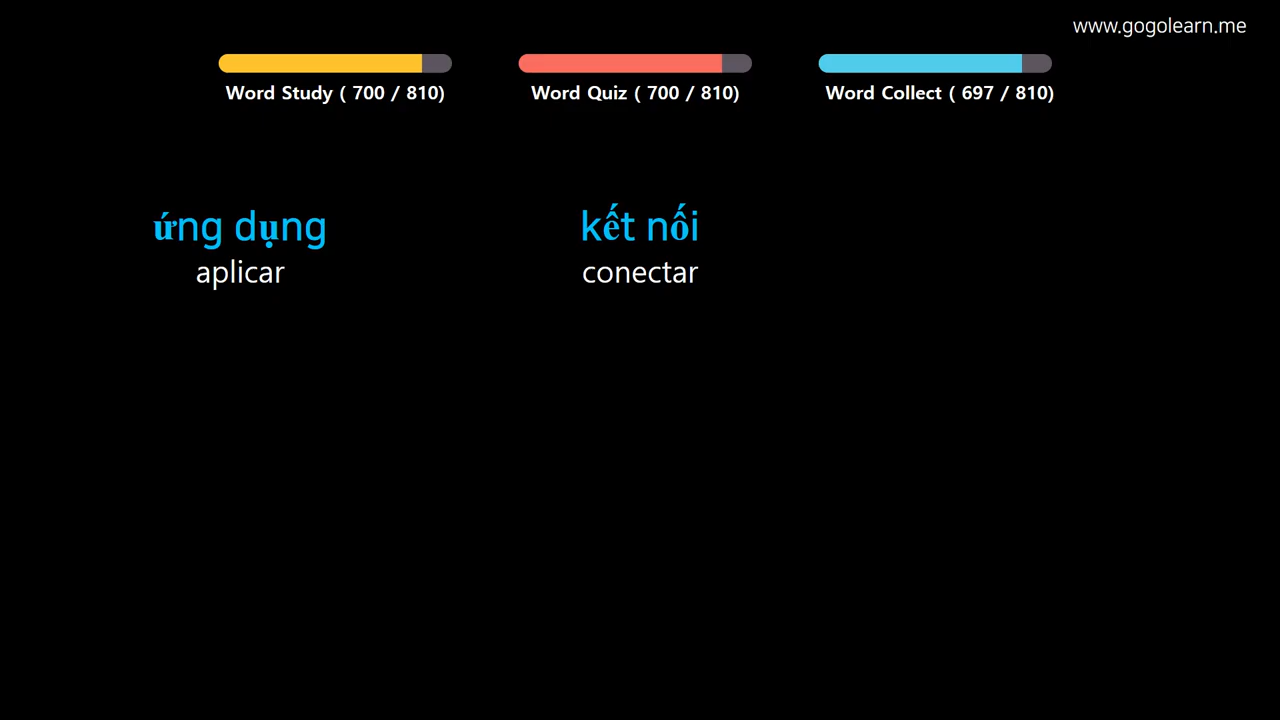 www.gogolearn.me
Word Study ( 700 / 810)
Word Quiz ( 700 / 810)
Word Collect ( 697 / 810)
ứng dụng
aplicar
kết nối
conectar